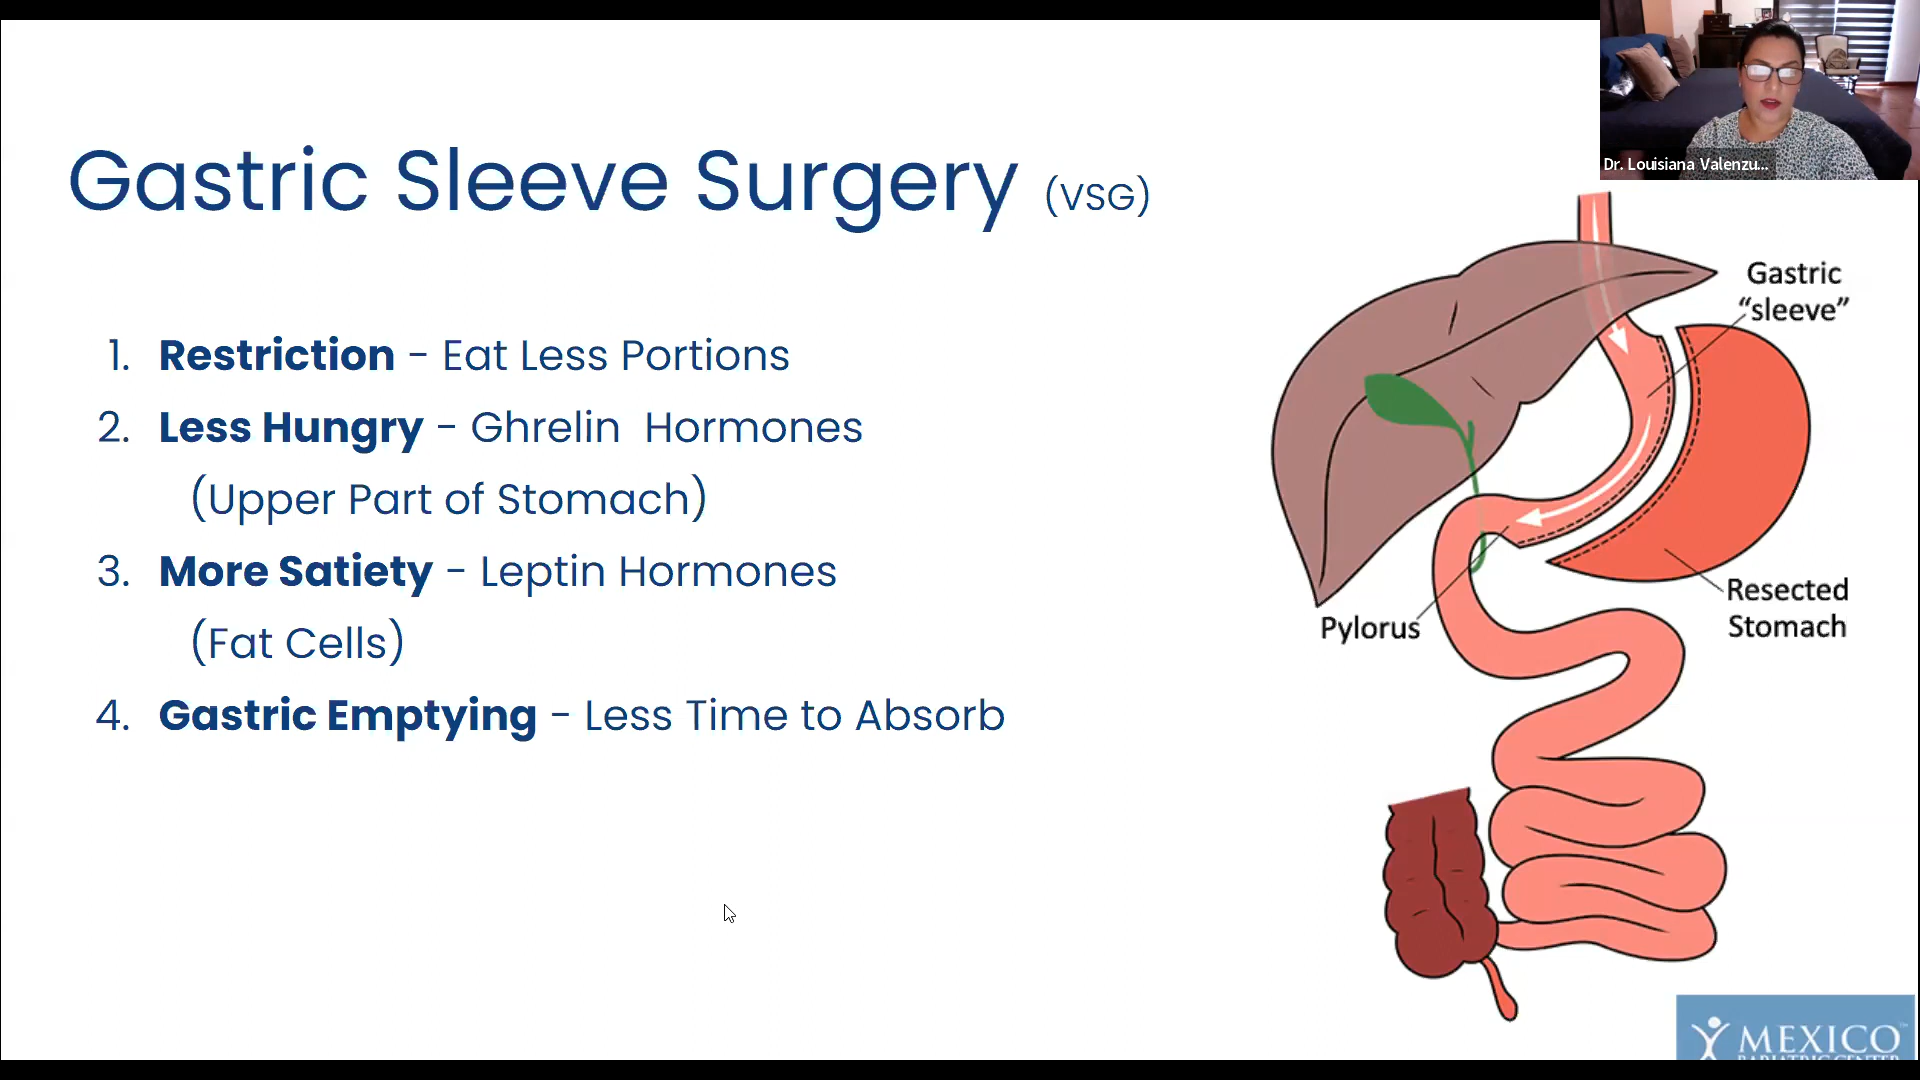 Dr. Louisiana Valenzu...
Gastric Sleeve Surgery (VSG)
1. Restriction - Eat Less Portions
2. Less Hungry - Ghrelin Hormones
(Upper Part of Stomach)
3. More Satiety - Leptin Hormones
(Fat Cells)
4. Gastric Emptying - Less Time to Absorb
Gastric
“sleeve”
Resected
Stomach
Pylorus
MEXICO
BARIATRIC CENTER